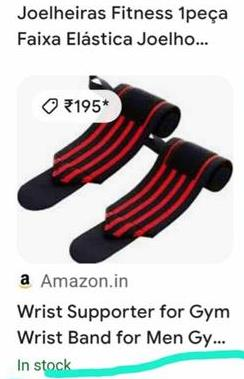 Joelheiras Fitness 1peça
Faixa Elástica Joelho...
₹195*
a Amazon.in
Wrist Supporter for Gym
Wrist Band for Men Gy...
In stock